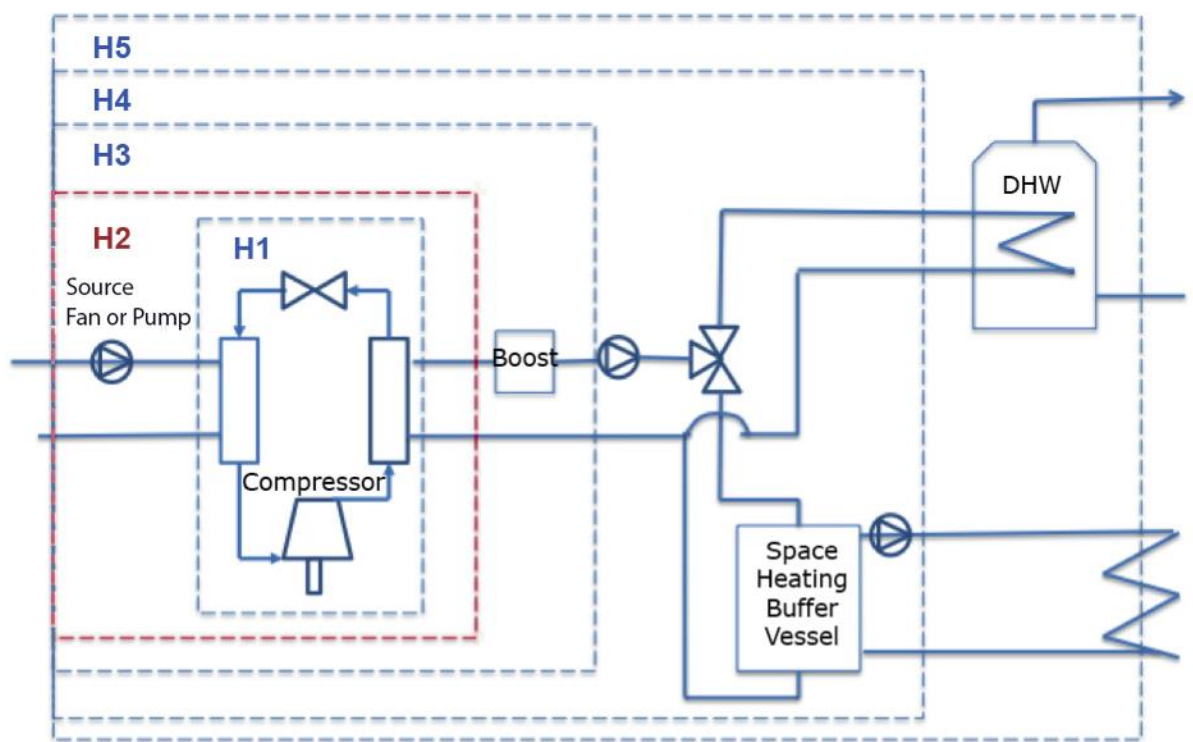 H5
H4
H3
H2
H1
Source
Fan or Pump
DHW
Boost
Compressor
Space
Heating
Buffer
Vessel